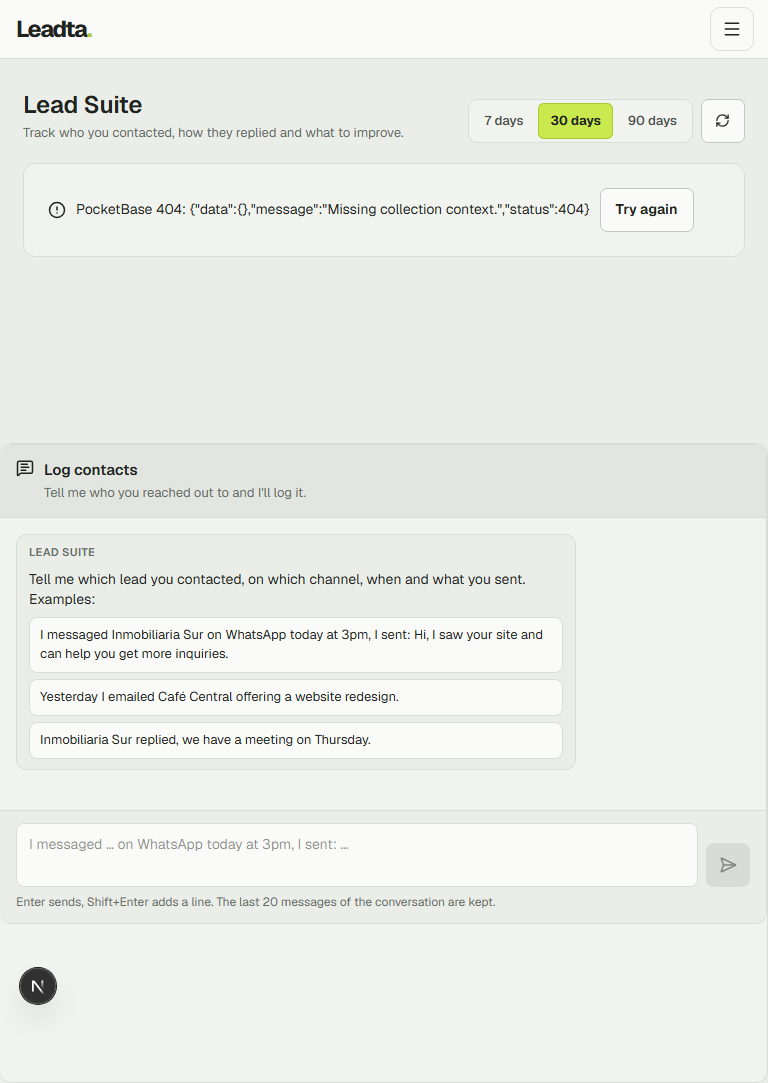 Leadta.
Lead Suite
Track who you contacted, how they replied and what to improve.
7 days
30 days
90 days
PocketBase 404: {"data":{},"message":"Missing collection context.","status":404}
Try again
Log contacts
Tell me who you reached out to and I'll log it.
LEAD SUITE
Tell me which lead you contacted, on which channel, when and what you sent.
Examples:
I messaged Inmobiliaria Sur on WhatsApp today at 3pm, I sent: Hi, I saw your site and
can help you get more inquiries.
Yesterday I emailed Café Central offering a website redesign.
Inmobiliaria Sur replied, we have a meeting on Thursday.
I messaged ... on WhatsApp today at 3pm, I sent: ...
Enter sends, Shift+Enter adds a line. The last 20 messages of the conversation are kept.
N